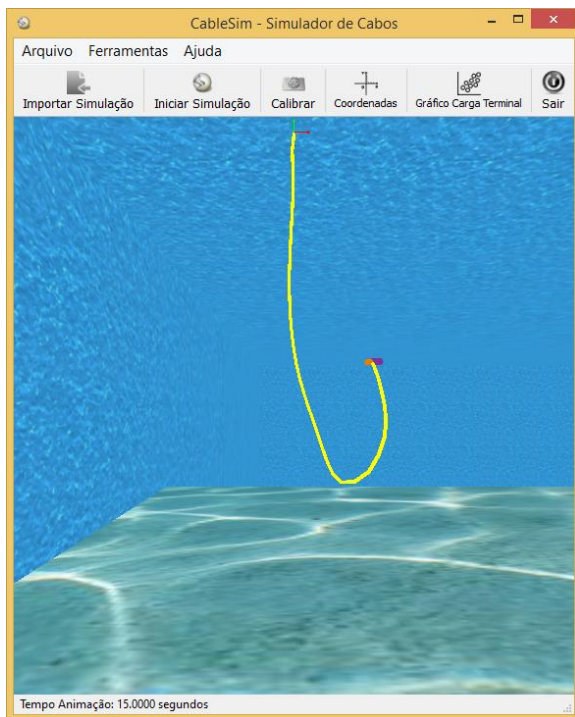 CableSim - Simulador de Cabos
Arquivo Ferramentas Ajuda
Importar Simulação Iniciar Simulação Calibrar Coordenadas Gráfico Carga Terminal Sair
Tempo Animação: 15.0000 segundos